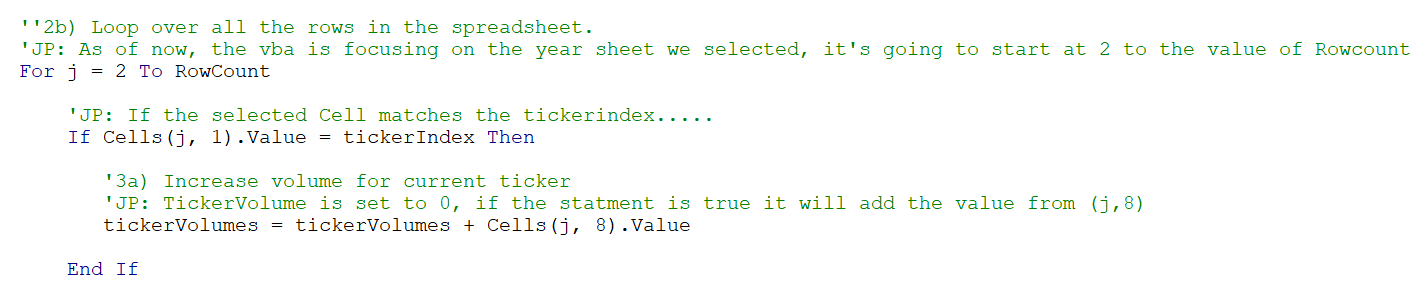 ''2b) Loop over all the rows in the spreadsheet.
'JP: As of now, the vba is focusing on the year sheet we selected, it's going to start at 2 to the value of Rowcount
For j = 2 To RowCount
'JP: If the selected Cell matches the tickerindex.....
If Cells(j, 1).Value = tickerIndex Then
'3a) Increase volume for current ticker
'JP: TickerVolume is set to 0, if the statment is true it will add the value from (j,8)
tickerVolumes = tickerVolumes + Cells(j, 8).Value
End If